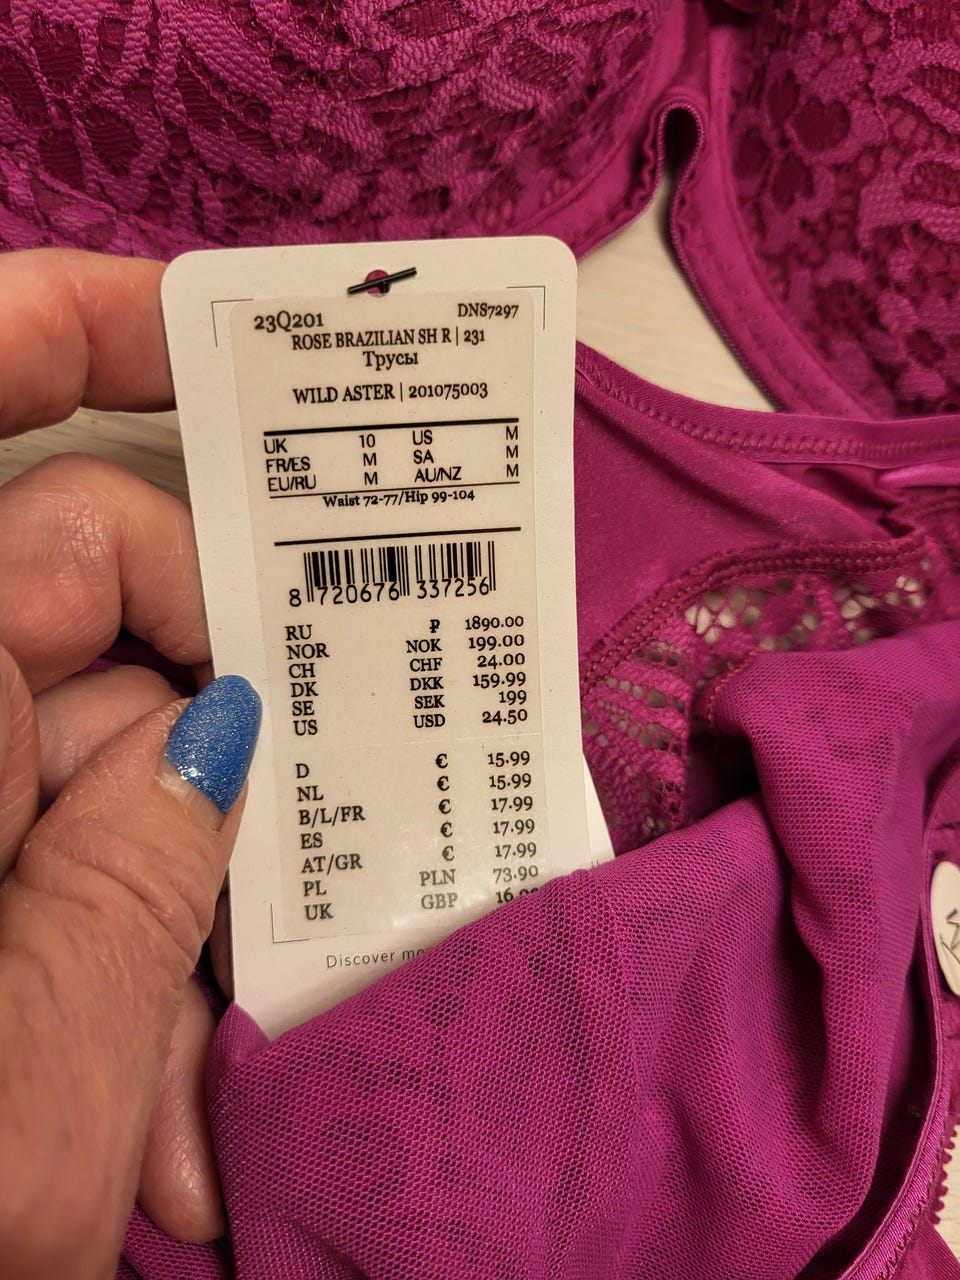 23Q201 DNS7297
ROSE BRAZILIAN SH R | 231
Трусы
WILD ASTER | 201075003
UK 10 US M
FR/ES M SA M
EU/RU M AU/NZ M
Waist 72-77/Hip 99-104
8 720676 337256
RU ₽ 1890.00
NOR NOK 199.00
CH CHF 24.00
DK DKK 159.99
SE SEK 199
US USD 24.50
D € 15.99
NL € 15.99
B/L/FR € 17.99
ES € 17.99
AT/GR € 17.99
PL PLN 73.90
UK GBP
Discover